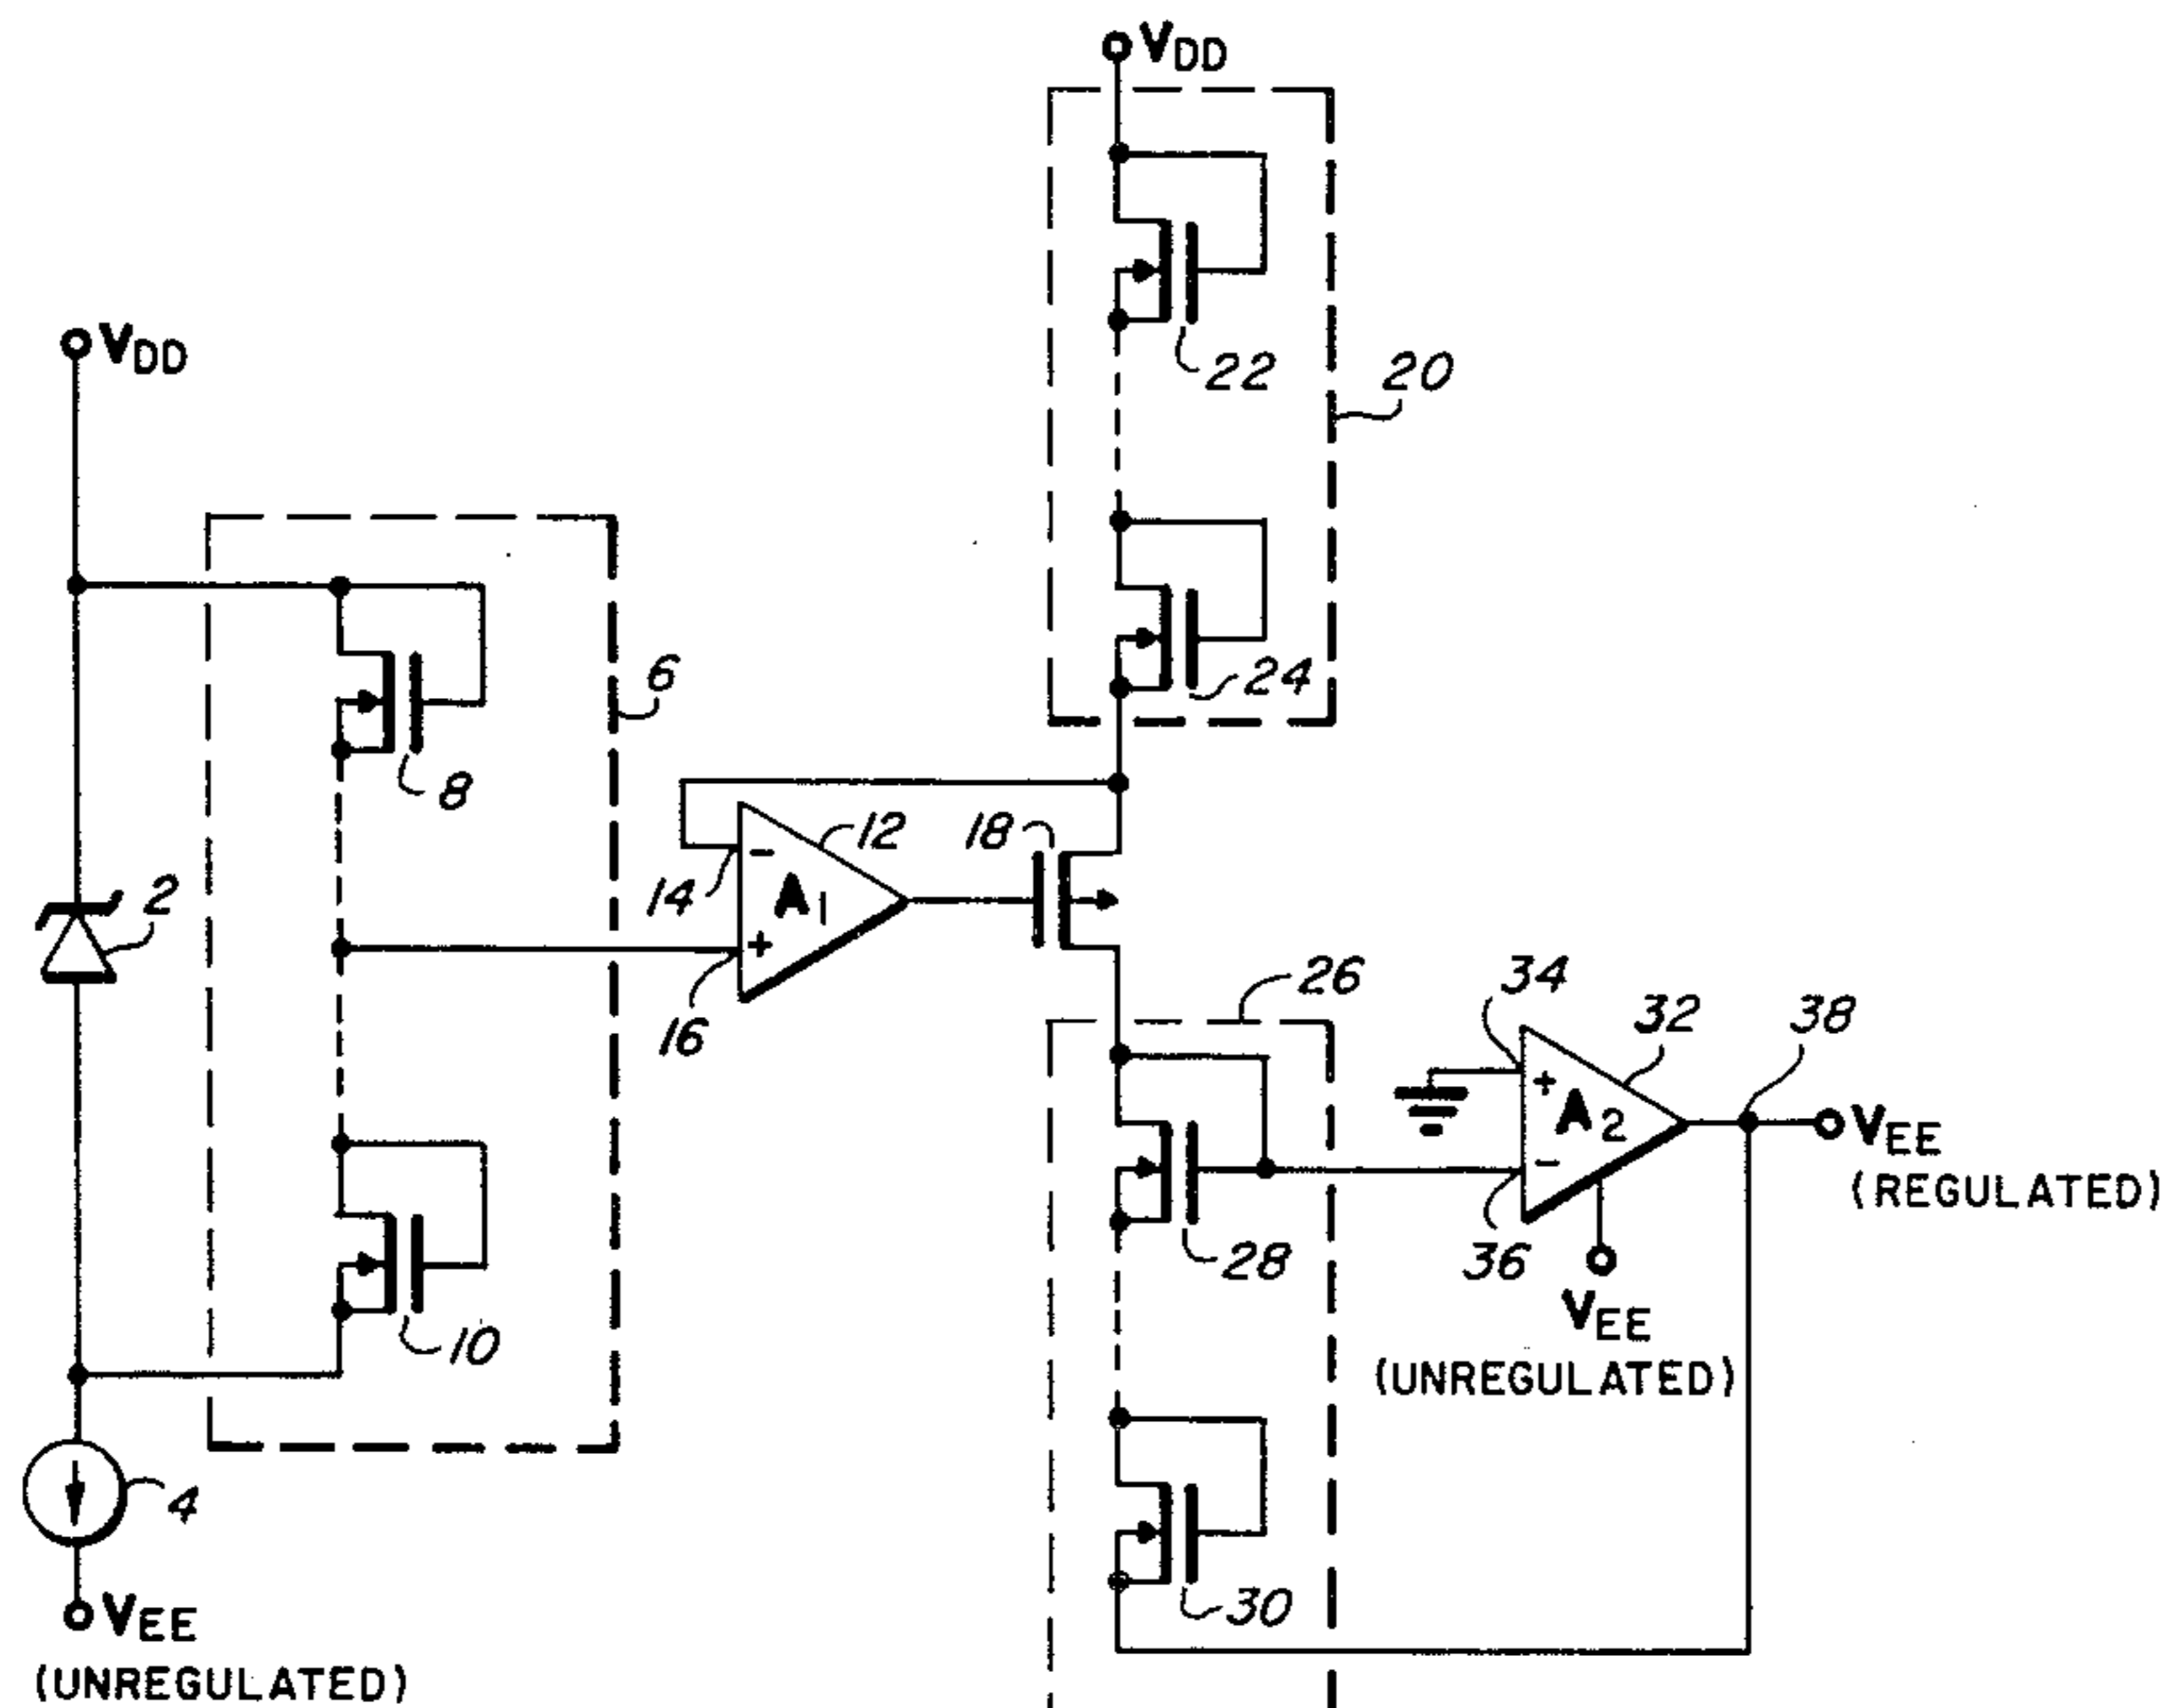 VDD
22
20
24
VDD
6
8
2
10
4
VEE
(UNREGULATED)
12
14
-
A1
+
16
18
26
28
30
34
32
38
+
A2
-
36
VEE
(REGULATED)
VEE
(UNREGULATED)